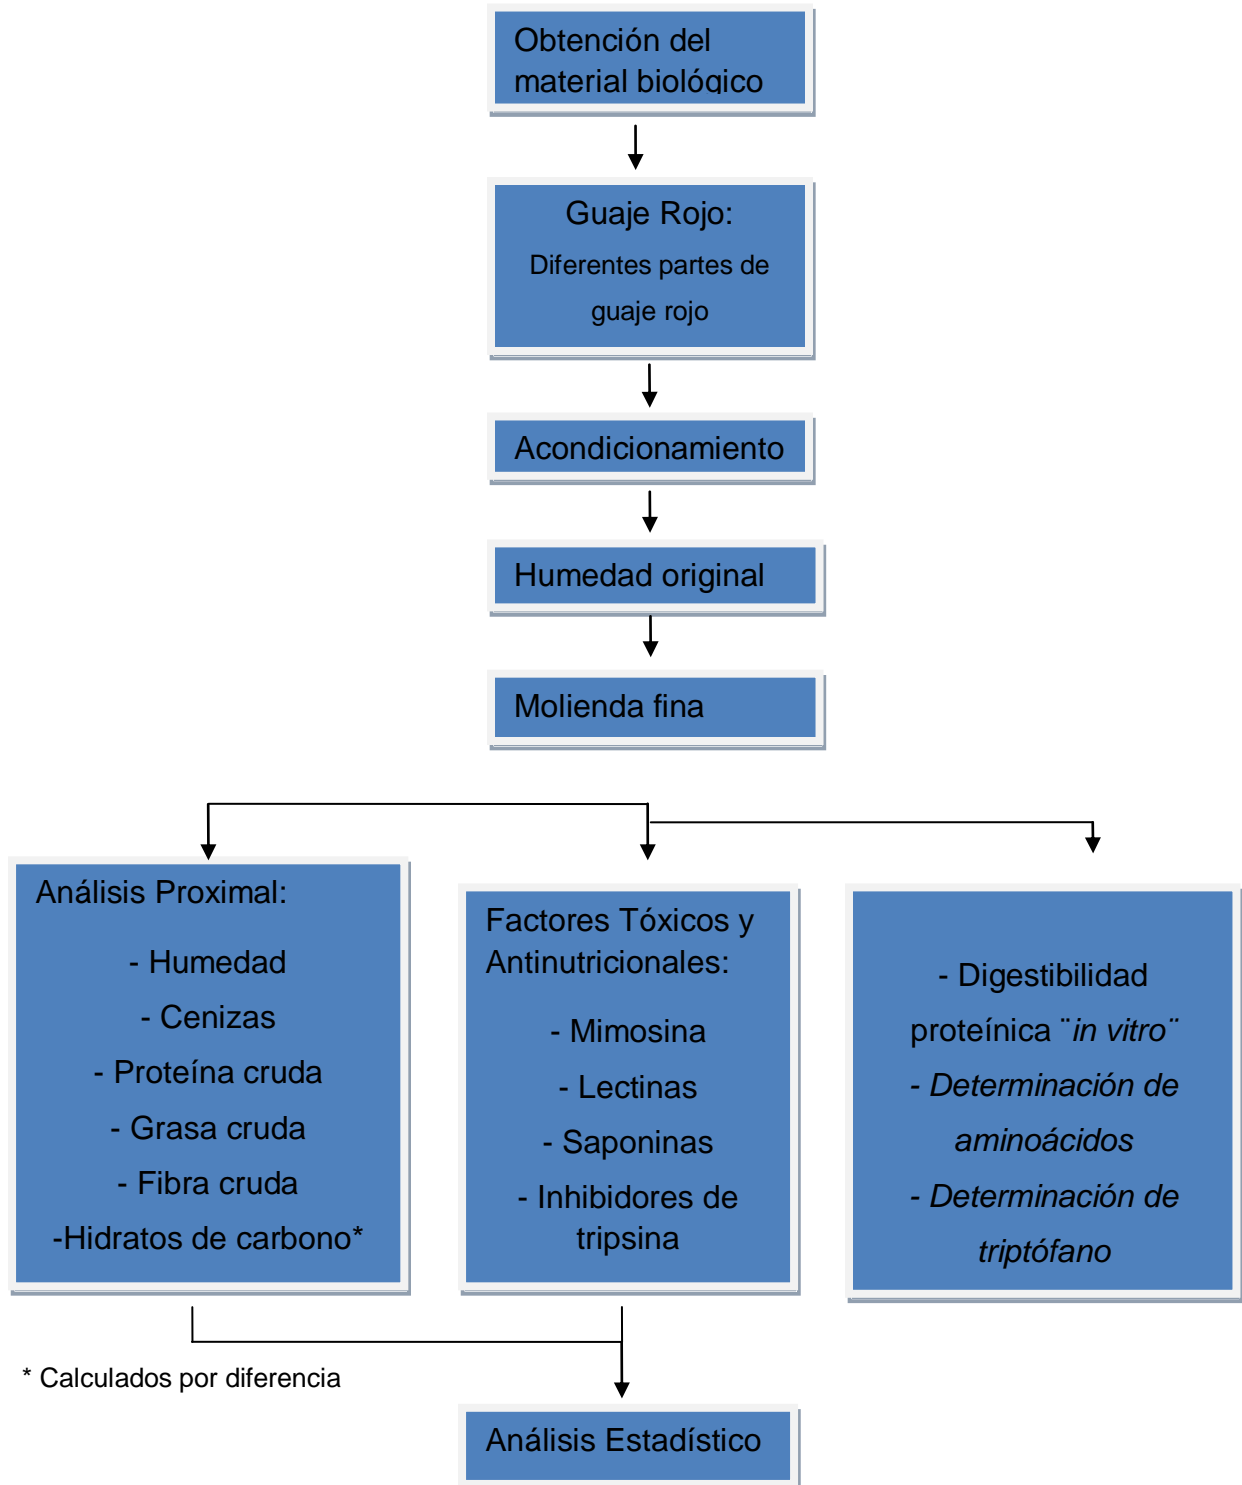 Obtención del
material biológico
Guaje Rojo:
Diferentes partes de
guaje rojo
Acondicionamiento
Humedad original
Molienda fina
Análisis Proximal:
- Humedad
- Cenizas
- Proteína cruda
- Grasa cruda
- Fibra cruda
-Hidratos de carbono*
Factores Tóxicos y
Antinutricionales:
- Mimosina
- Lectinas
- Saponinas
- Inhibidores de
tripsina
- Digestibilidad
proteínica ¨in vitro¨
- Determinación de
aminoácidos
- Determinación de
triptófano
* Calculados por diferencia
Análisis Estadístico